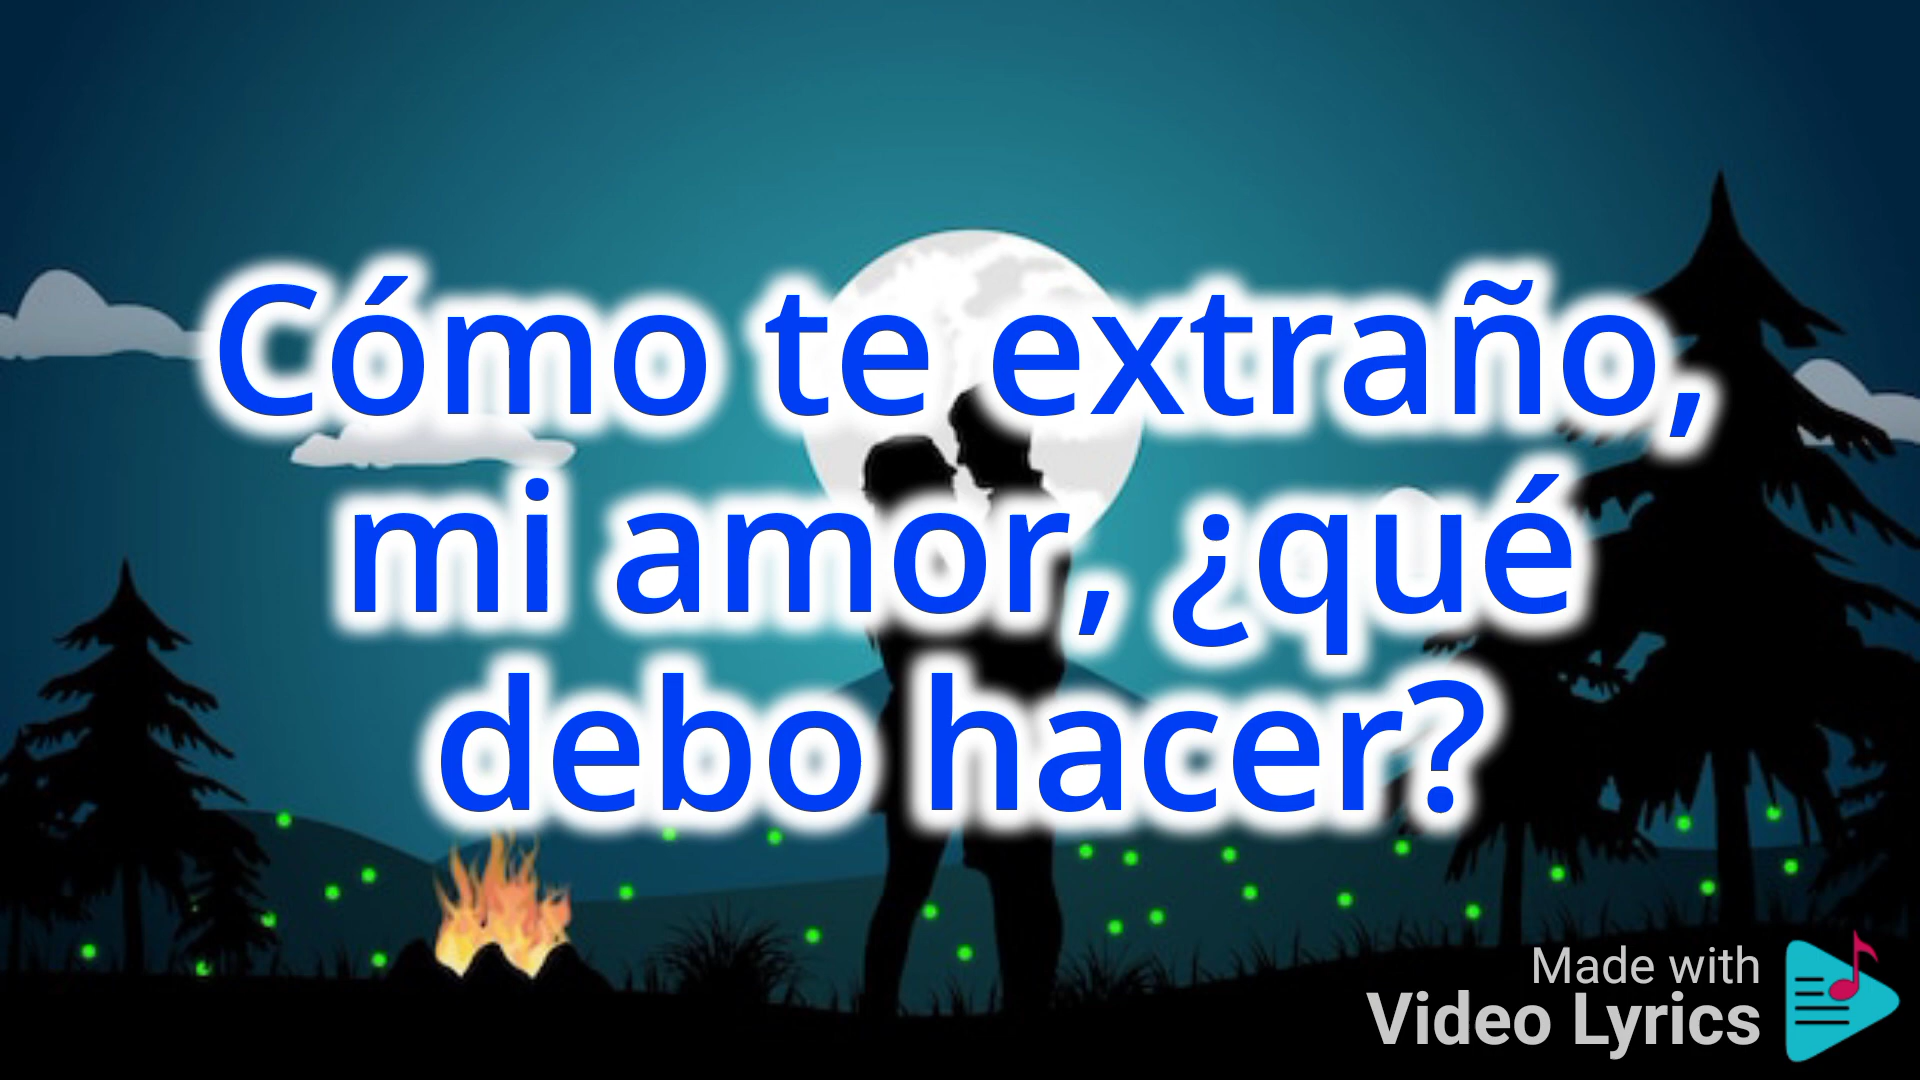 Cómo te extraño,
mi amor, ¿qué
debo hacer?
Made with
Video Lyrics